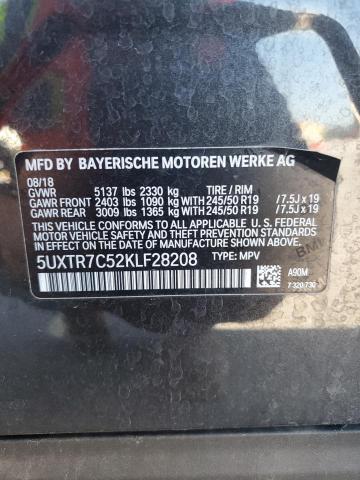 MFD BY BAYERISCHE MOTOREN WERKE AG
08/18
GVWR 5137 lbs 2330 kg TIRE / RIM
GAWR FRONT 2403 lbs 1090 kg WITH 245/50 R19 / 7.5J x 19
GAWR REAR 3009 lbs 1365 kg WITH 245/50 R19 / 7.5J x 19
THIS VEHICLE CONFORMS TO ALL APPLICABLE U.S. FEDERAL
MOTOR VEHICLE SAFETY AND THEFT PREVENTION STANDARDS
IN EFFECT ON THE DATE OF MANUFACTURE SHOWN ABOVE.
5UXTR7C52KLF28208 TYPE: MPV
A90M
7 320 730